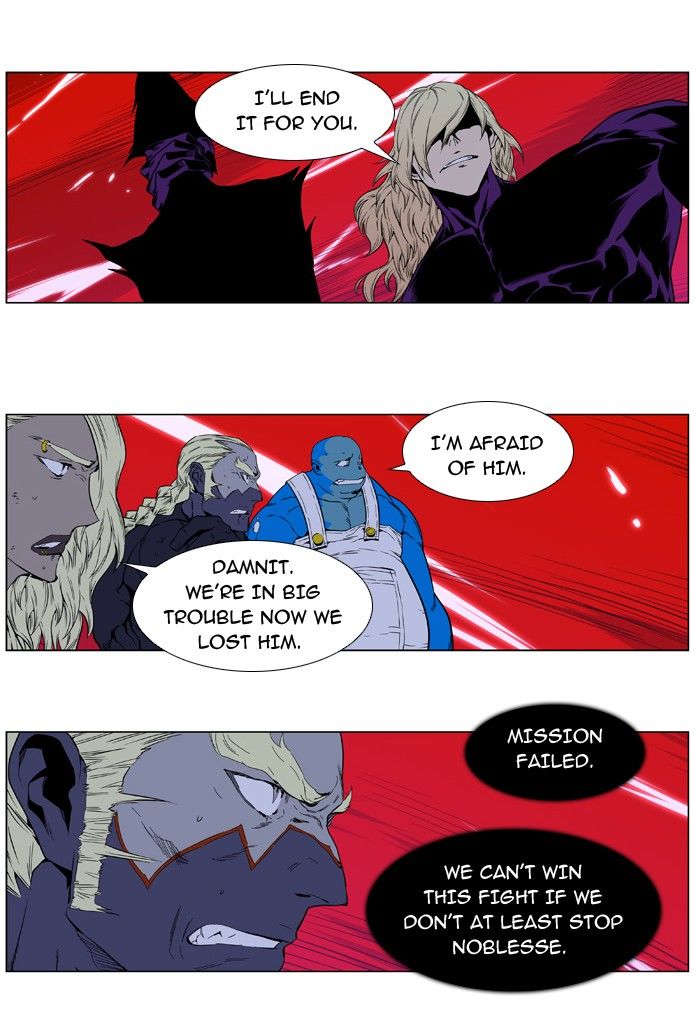 I'LL END
IT FOR YOU.
I'M AFRAID
OF HIM.
DAMNIT.
WE'RE IN BIG
TROUBLE NOW WE
LOST HIM.
MISSION
FAILED.
WE CAN'T WIN
THIS FIGHT IF WE
DON'T AT LEAST STOP
NOBLESSE.